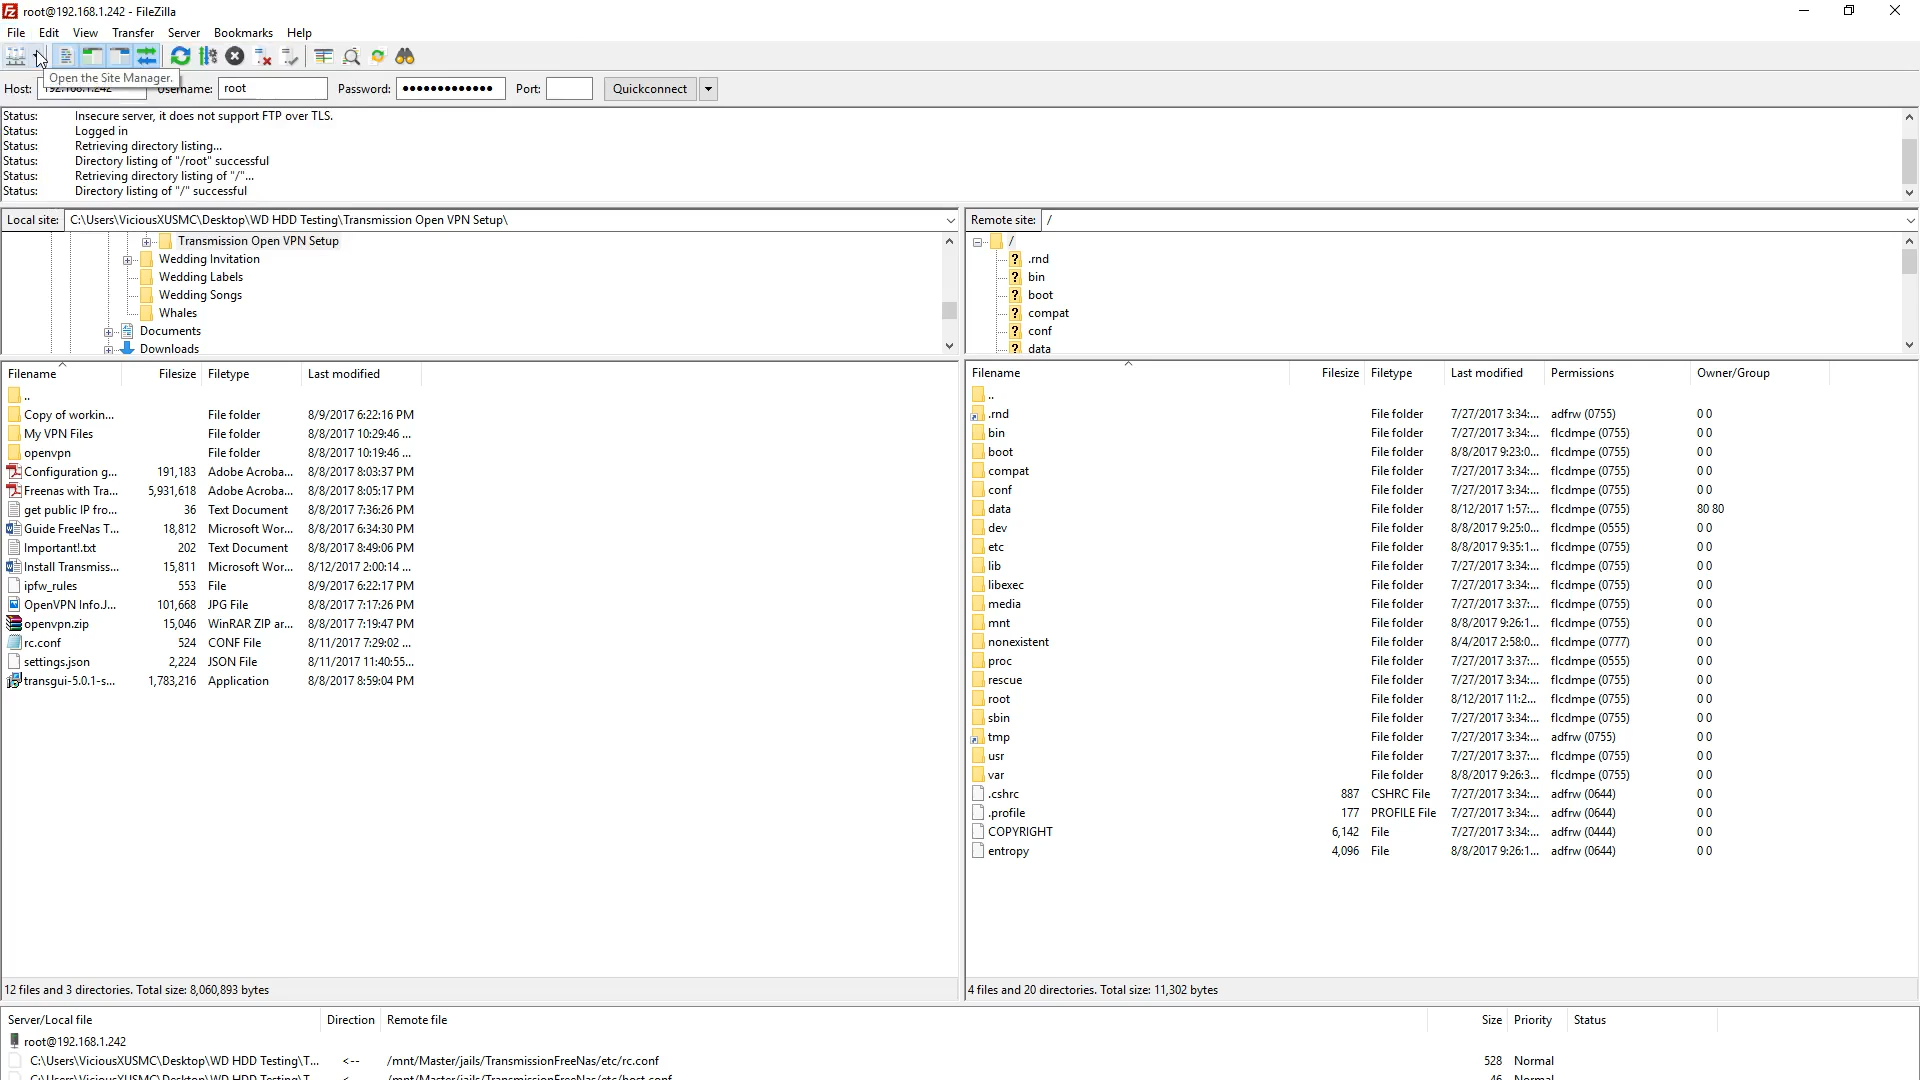 root@192.168.1.242 - FileZilla
File Edit View Transfer Server Bookmarks Help
Open the Site Manager.
Host: 192.168.1.242 Username: root Password: ••••••••••••• Port: Quickconnect
Status: Insecure server, it does not support FTP over TLS.
Status: Logged in
Status: Retrieving directory listing...
Status: Directory listing of "/root" successful
Status: Retrieving directory listing of "/"...
Status: Directory listing of "/" successful
Local site: C:\Users\ViciousXUSMC\Desktop\WD HDD Testing\Transmission Open VPN Setup\
Transmission Open VPN Setup
Wedding Invitation
Wedding Labels
Wedding Songs
Whales
Documents
Downloads
Remote site: /
/
.rnd
bin
boot
compat
conf
data
Filename Filesize Filetype Last modified
..
Copy of workin... File folder 8/9/2017 6:22:16 PM
My VPN Files File folder 8/8/2017 10:29:46 ...
openvpn File folder 8/8/2017 10:19:46 ...
Configuration g... 191,183 Adobe Acroba... 8/8/2017 8:03:37 PM
Freenas with Tra... 5,931,618 Adobe Acroba... 8/8/2017 8:05:17 PM
get public IP fro... 36 Text Document 8/8/2017 7:36:26 PM
Guide FreeNas T... 18,812 Microsoft Wor... 8/8/2017 6:34:30 PM
Important!.txt 202 Text Document 8/8/2017 8:49:06 PM
Install Transmiss... 15,811 Microsoft Wor... 8/12/2017 2:00:14 ...
ipfw_rules 553 File 8/9/2017 6:22:17 PM
OpenVPN Info.J... 101,668 JPG File 8/8/2017 7:17:26 PM
openvpn.zip 15,046 WinRAR ZIP ar... 8/8/2017 7:19:47 PM
rc.conf 524 CONF File 8/11/2017 7:29:02 ...
settings.json 2,224 JSON File 8/11/2017 11:40:55...
transgui-5.0.1-s... 1,783,216 Application 8/8/2017 8:59:04 PM
12 files and 3 directories. Total size: 8,060,893 bytes
Filename Filesize Filetype Last modified Permissions Owner/Group
..
.rnd File folder 7/27/2017 3:34:... adfrw (0755) 0 0
bin File folder 7/27/2017 3:34:... flcdmpe (0755) 0 0
boot File folder 8/8/2017 9:23:0... flcdmpe (0755) 0 0
compat File folder 7/27/2017 3:34:... flcdmpe (0755) 0 0
conf File folder 7/27/2017 3:34:... flcdmpe (0755) 0 0
data File folder 8/12/2017 1:57:... flcdmpe (0755) 80 80
dev File folder 8/8/2017 9:25:0... flcdmpe (0555) 0 0
etc File folder 8/8/2017 9:35:1... flcdmpe (0755) 0 0
lib File folder 7/27/2017 3:34:... flcdmpe (0755) 0 0
libexec File folder 7/27/2017 3:34:... flcdmpe (0755) 0 0
media File folder 7/27/2017 3:37:... flcdmpe (0755) 0 0
mnt File folder 8/8/2017 9:26:1... flcdmpe (0755) 0 0
nonexistent File folder 8/4/2017 2:58:0... flcdmpe (0777) 0 0
proc File folder 7/27/2017 3:37:... flcdmpe (0555) 0 0
rescue File folder 7/27/2017 3:34:... flcdmpe (0755) 0 0
root File folder 8/12/2017 11:2... flcdmpe (0755) 0 0
sbin File folder 7/27/2017 3:34:... flcdmpe (0755) 0 0
tmp File folder 7/27/2017 3:34:... adfrw (0755) 0 0
usr File folder 7/27/2017 3:37:... flcdmpe (0755) 0 0
var File folder 8/8/2017 9:26:3... flcdmpe (0755) 0 0
.cshrc 887 CSHRC File 7/27/2017 3:34:... adfrw (0644) 0 0
.profile 177 PROFILE File 7/27/2017 3:34:... adfrw (0644) 0 0
COPYRIGHT 6,142 File 7/27/2017 3:34:... adfrw (0444) 0 0
entropy 4,096 File 8/8/2017 9:26:1... adfrw (0644) 0 0
4 files and 20 directories. Total size: 11,302 bytes
Server/Local file Direction Remote file Size Priority Status
root@192.168.1.242
C:\Users\ViciousXUSMC\Desktop\WD HDD Testing\T... <-- /mnt/Master/jails/TransmissionFreeNas/etc/rc.conf 528 Normal
C:\Users\ViciousXUSMC\Desktop\WD HDD Testing\T... /mnt/Master/jails/TransmissionFreeNas/etc/host.conf 46 Normal